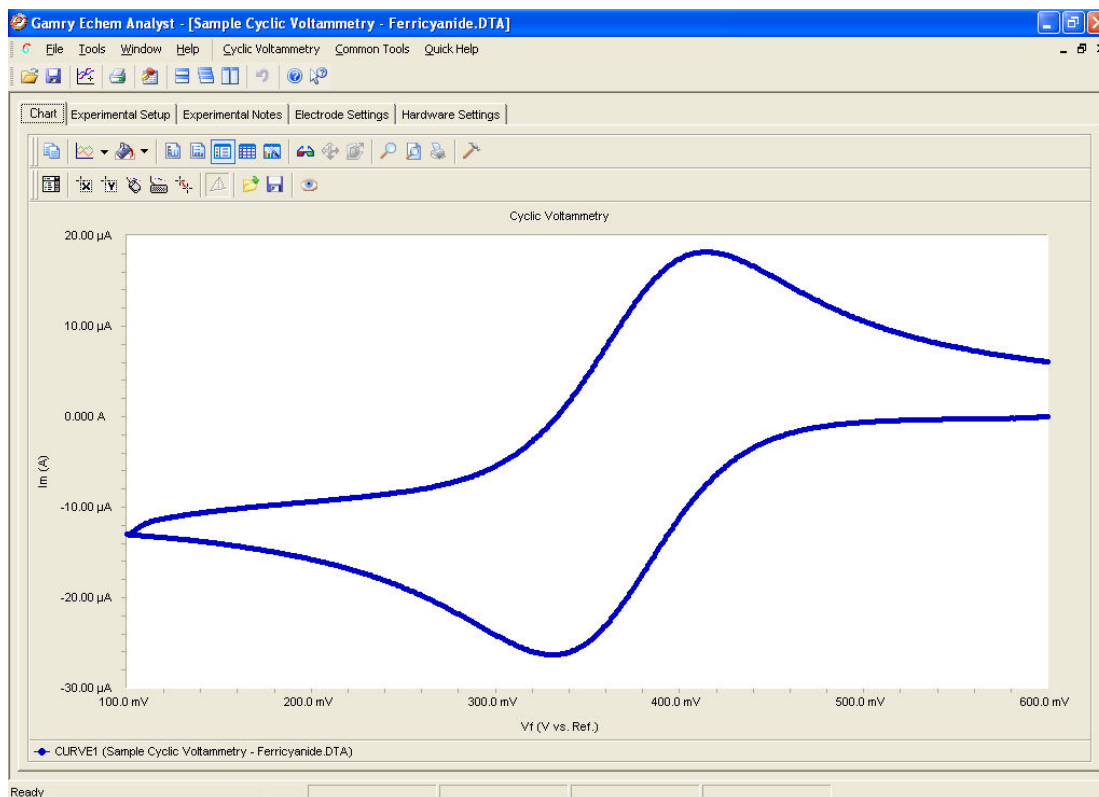 Gamry Echem Analyst - [Sample Cyclic Voltammetry - Ferricyanide.DTA]
File Tools Window Help Cyclic Voltammetry Common Tools Quick Help
Chart Experimental Setup Experimental Notes Electrode Settings Hardware Settings
Cyclic Voltammetry
20.00 µA
10.00 µA
0.000 A
-10.00 µA
-20.00 µA
-30.00 µA
Im (A)
100.0 mV 200.0 mV 300.0 mV 400.0 mV 500.0 mV 600.0 mV
Vf (V vs. Ref.)
CURVE1 (Sample Cyclic Voltammetry - Ferricyanide.DTA)
Ready